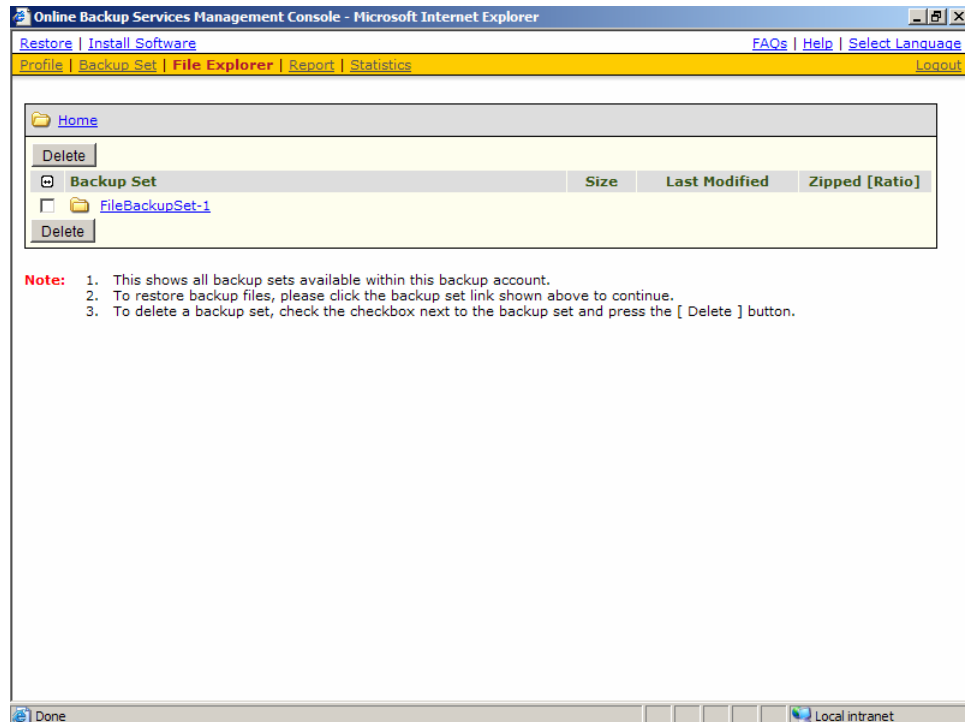 Online Backup Services Management Console - Microsoft Internet Explorer
Restore | Install Software FAQs | Help | Select Language
Profile | Backup Set | File Explorer | Report | Statistics Logout
Home
Delete
Backup Set Size Last Modified Zipped [Ratio]
FileBackupSet-1
Delete
Note: 1. This shows all backup sets available within this backup account.
2. To restore backup files, please click the backup set link shown above to continue.
3. To delete a backup set, check the checkbox next to the backup set and press the [ Delete ] button.
Done Local intranet